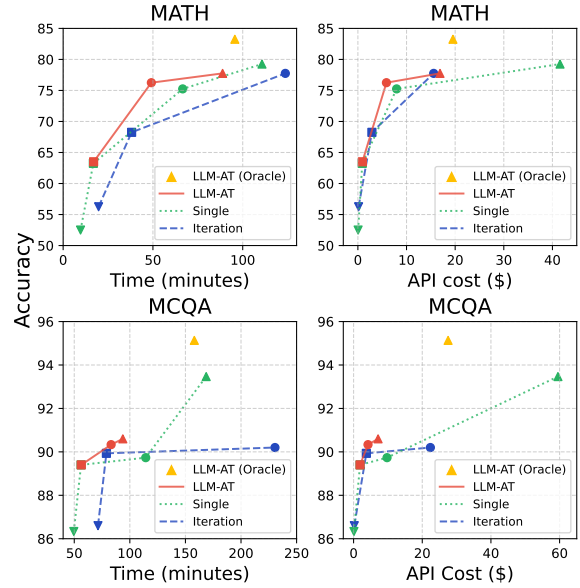 MATH
85
80
75
70
65
60
55
50
0
50
100
Time (minutes)
LLM-AT (Oracle)
LLM-AT
Single
Iteration
MATH
85
80
75
70
65
60
55
50
0
10
20
30
40
API cost ($)
LLM-AT (Oracle)
LLM-AT
Single
Iteration
Accuracy
MCQA
96
94
92
90
88
86
50
100
150
200
250
Time (minutes)
LLM-AT (Oracle)
LLM-AT
Single
Iteration
MCQA
96
94
92
90
88
86
0
20
40
60
API Cost ($)
LLM-AT (Oracle)
LLM-AT
Single
Iteration